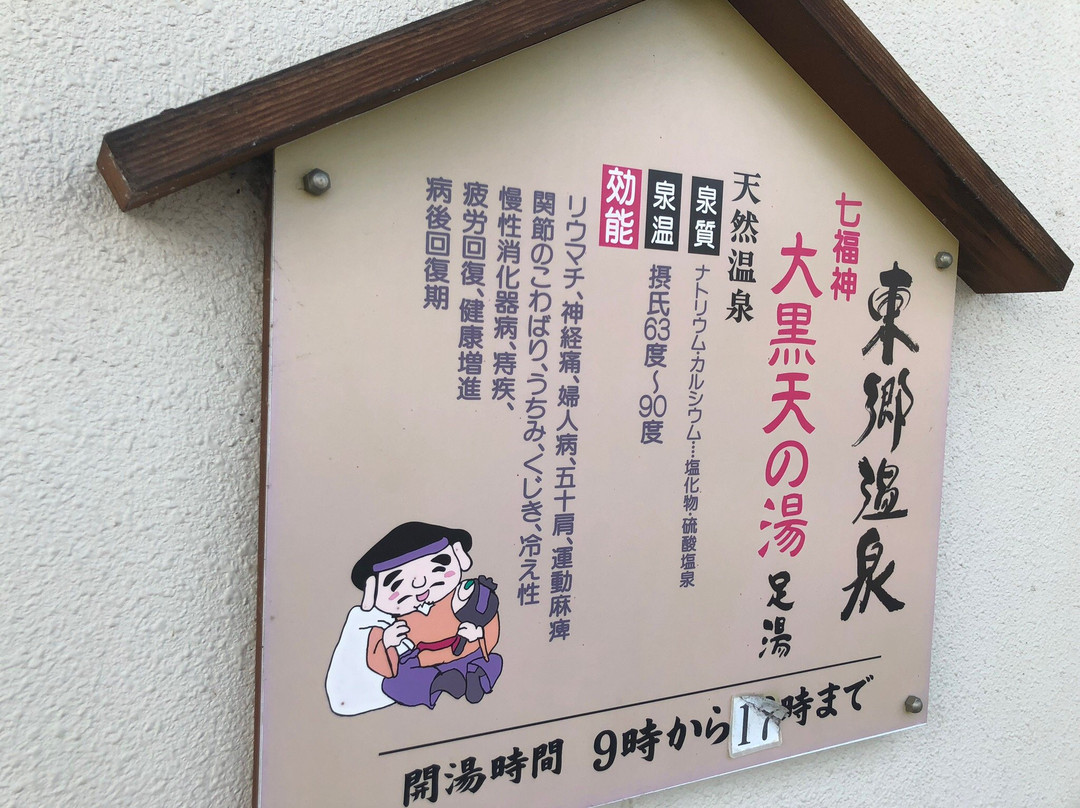 東郷温泉
七福神
大黒天の湯 足湯
天然温泉
泉質 ナトリウム・カルシウム…塩化物・硫酸塩泉
泉温 摂氏63度〜90度
効能
リウマチ、神経痛、婦人病、五十肩、運動麻痺
関節のこわばり、うちみ、くじき、冷え性
慢性消化器病、痔疾、
疲労回復、健康増進
病後回復期
開湯時間 9時から17時まで